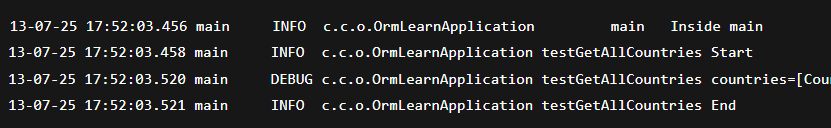 13-07-25 17:52:03.456 main     INFO  c.c.o.OrmLearnApplication         main   Inside main
13-07-25 17:52:03.458 main     INFO  c.c.o.OrmLearnApplication testGetAllCountries Start
13-07-25 17:52:03.520 main     DEBUG c.c.o.OrmLearnApplication testGetAllCountries countries=[Cou
13-07-25 17:52:03.521 main     INFO  c.c.o.OrmLearnApplication testGetAllCountries End